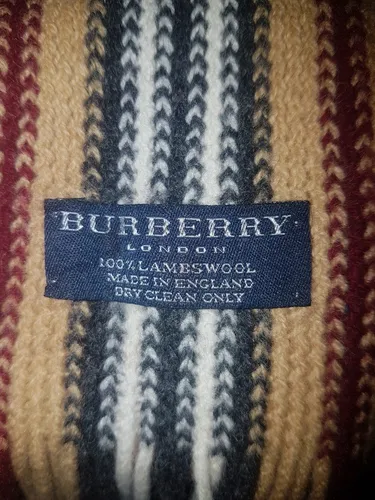 BURBERRY
LONDON
100% LAMBSWOOL
MADE IN ENGLAND
DRY CLEAN ONLY